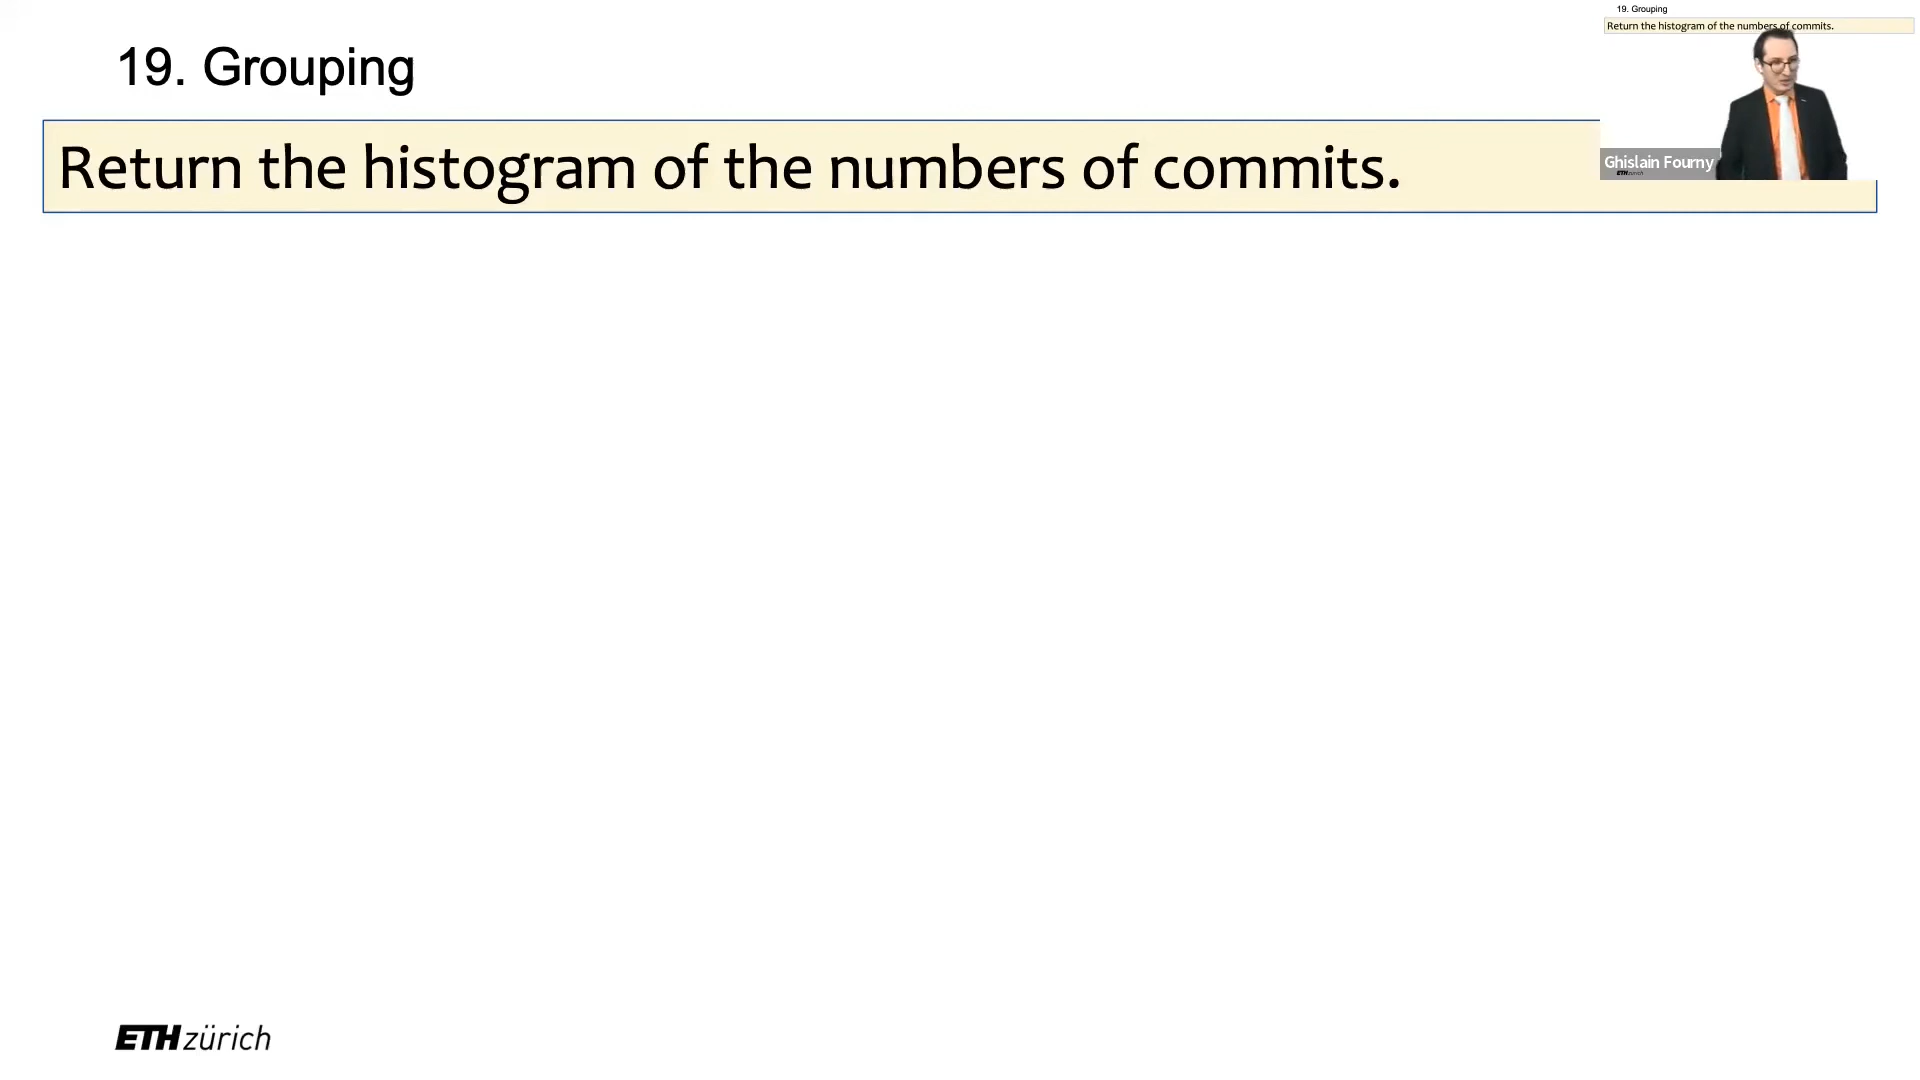 19. Grouping
Return the histogram of the numbers of commits.
19. Grouping
Return the histogram of the numbers of commits.
Ghislain Fourny
ETH zürich
ETH zürich